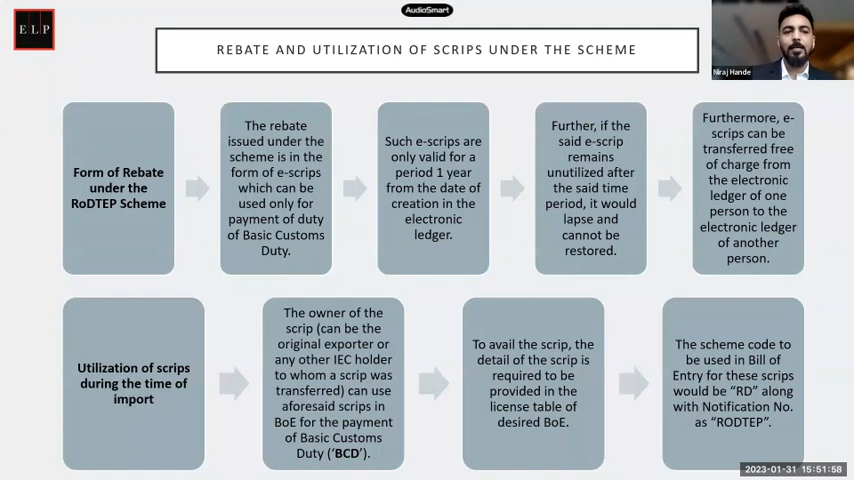 AudioSmart
ELP
REBATE AND UTILIZATION OF SCRIPS UNDER THE SCHEME
Niraj Hande
Form of Rebate
under the
RoDTEP Scheme
The rebate
issued under the
scheme is in the
form of e-scrips
which can be
used only for
payment of duty
of Basic Customs
Duty.
Such e-scrips are
only valid for a
period 1 year
from the date of
creation in the
electronic
ledger.
Further, if the
said e-scrip
remains
unutilized after
the said time
period, it would
lapse and
cannot be
restored.
Furthermore, e-
scrips can be
transferred free
of charge from
the electronic
ledger of one
person to the
electronic ledger
of another
person.
Utilization of scrips
during the time of
import
The owner of the
scrip (can be the
original exporter or
any other IEC holder
to whom a scrip was
transferred) can use
aforesaid scrips in
BoE for the payment
of Basic Customs
Duty (‘BCD’).
To avail the scrip, the
detail of the scrip is
required to be
provided in the
license table of
desired BoE.
The scheme code to
be used in Bill of
Entry for these scrips
would be “RD” along
with Notification No.
as “RODTEP”.
2023-01-31 15:51:58